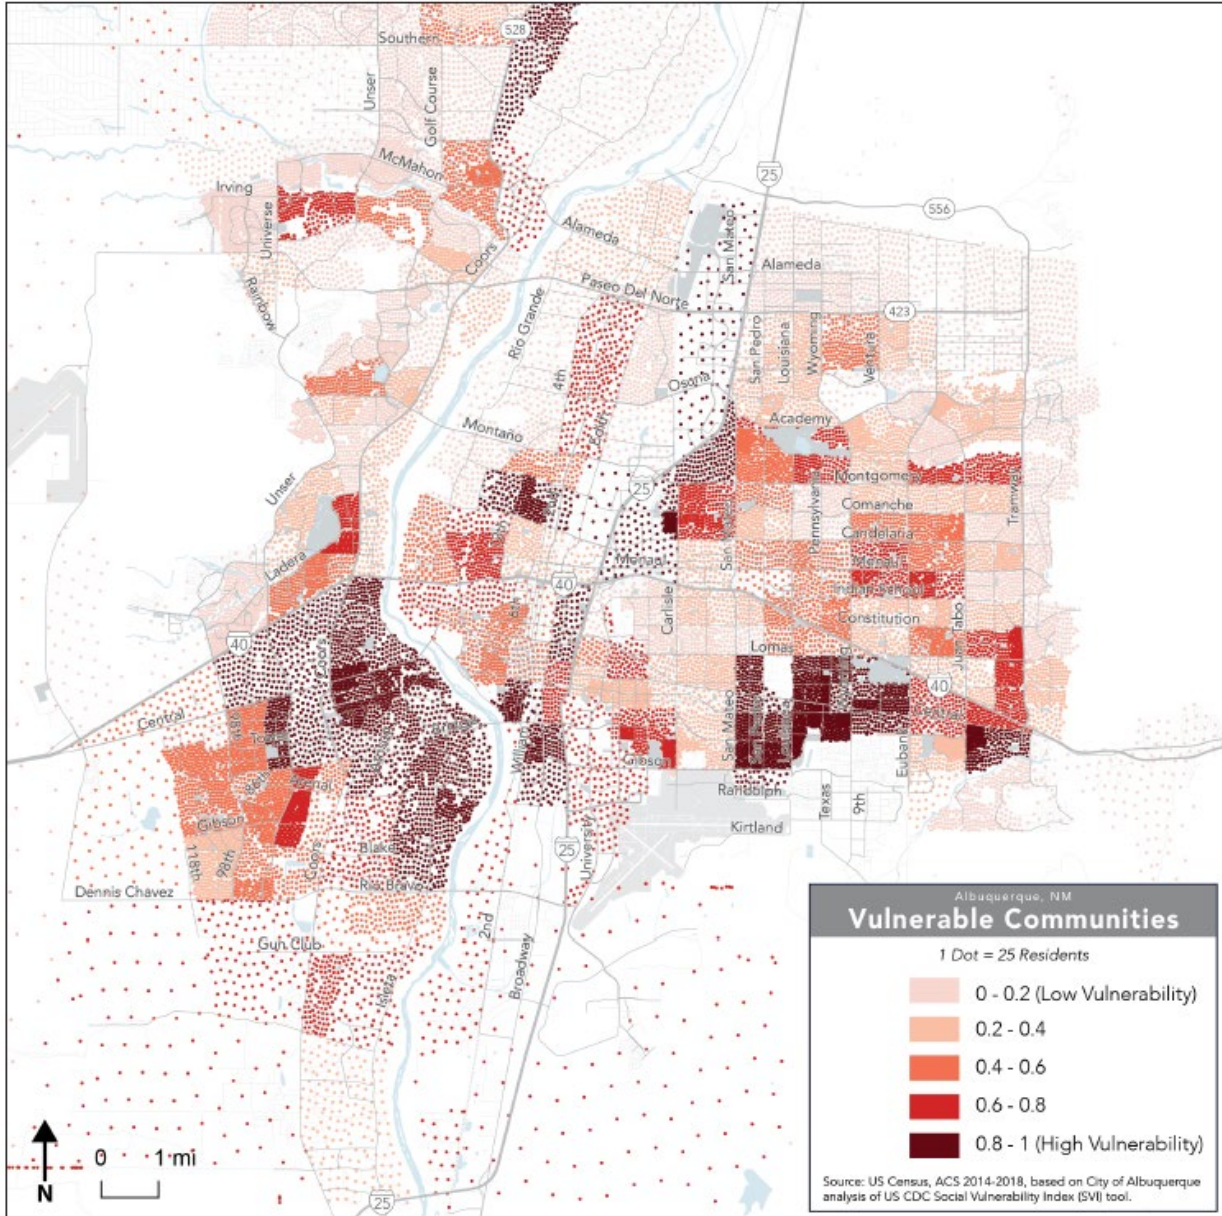 Southern
528
Unser
Golf Course
McMahon
25
Irving
556
Universe
Alameda
San Mateo
Coors
Alameda
Paseo Del Norte
Rainbow
Rio Grande
423
San Pedro
Louisiana
Wyoming
Ventura
4th
Osuna
Edith
Academy
Montaño
25
Unser
Montgomery
Tramway
Comanche
Pennsylvania
Candelaria
Menaul
Menaul
Ladera
40
Indian School
6th
Carlisle
Constitution
Juan Tabo
40
Coors
Lomas
40
Central
San Mateo
Eubank
William
Gibson
Randolph
Texas
9th
Gibson
Kirtland
118th
98th
Coors
Blake
25
University
Dennis Chavez
Rio Bravo
2nd
Gun Club
Broadway
Isleta
25
N
0 1 mi
Albuquerque, NM
Vulnerable Communities
1 Dot = 25 Residents
0 - 0.2 (Low Vulnerability)
0.2 - 0.4
0.4 - 0.6
0.6 - 0.8
0.8 - 1 (High Vulnerability)
Source: US Census, ACS 2014-2018, based on City of Albuquerque
analysis of US CDC Social Vulnerability Index (SVI) tool.